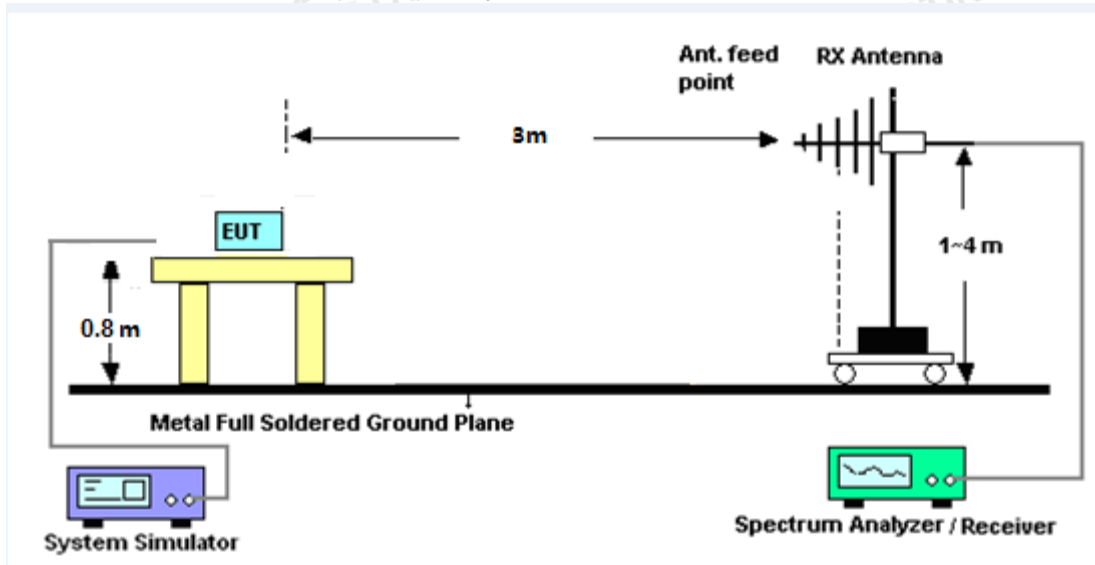 Ant. feed
point
RX Antenna
3m
EUT
1~4 m
0.8 m
Metal Full Soldered Ground Plane
System Simulator
Spectrum Analyzer / Receiver